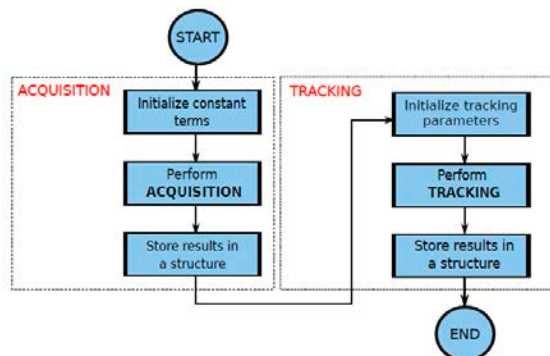 START
ACQUISITION
Initialize constant
terms
Perform
ACQUISITION
Store results in
a structure
TRACKING
Initialize tracking
parameters
Perform
TRACKING
Store results in
a structure
END